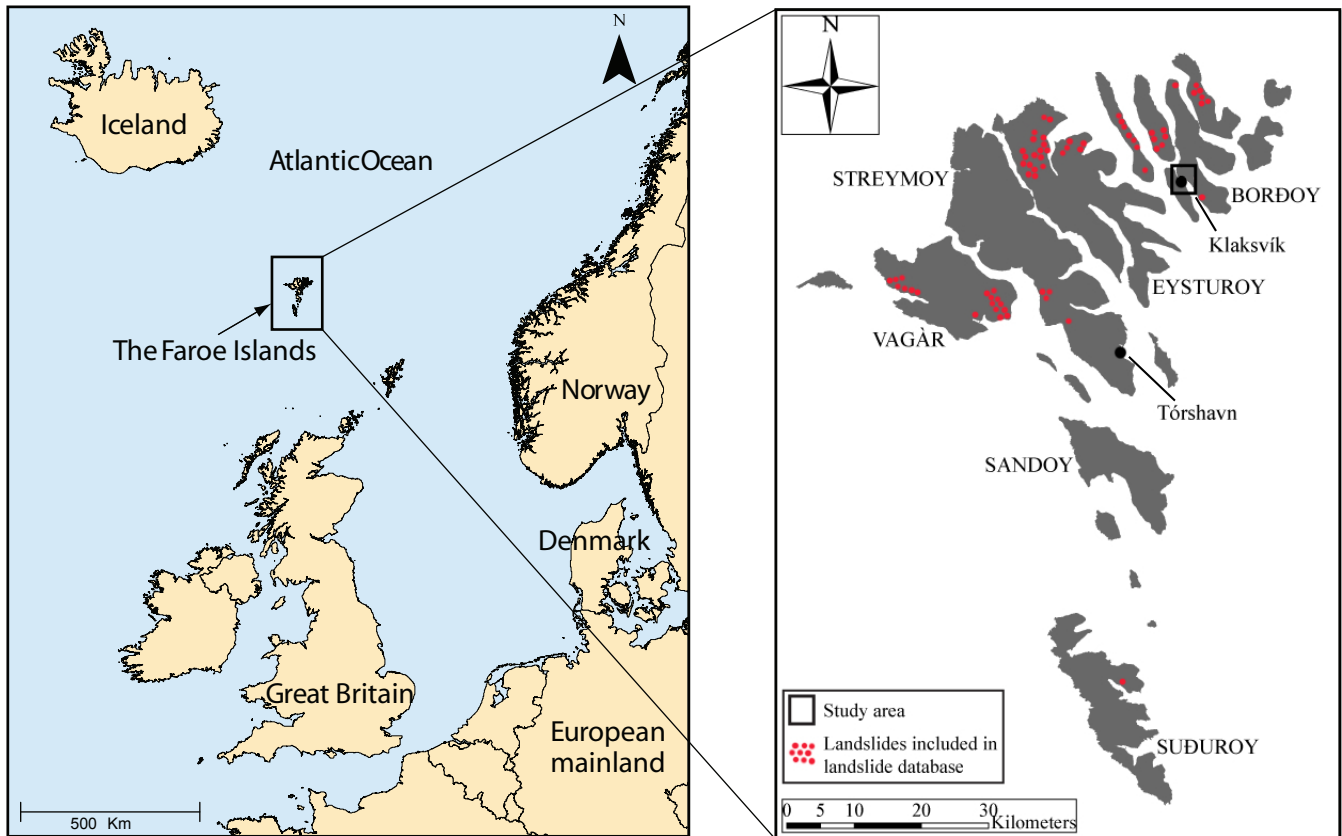 N
Iceland
AtlanticOcean
The Faroe Islands
Norway
Denmark
Great Britain
European
mainland
500 Km
N
STREYMOY
BORÐOY
Klaksvík
EYSTUROY
VAGÀR
Tórshavn
SANDOY
SUÐUROY
Study area
Landslides included in
landslide database
0 5 10 20 30
Kilometers